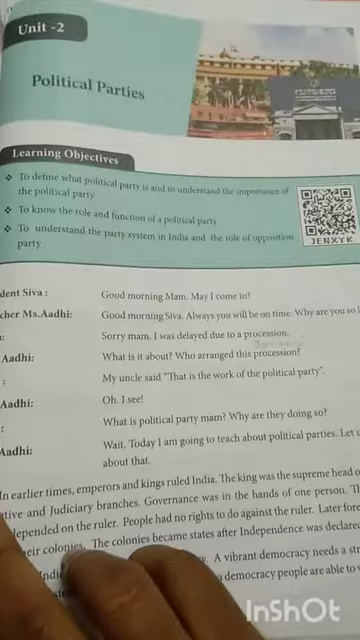 Unit -2
Political Parties
Learning Objectives
❖ To define what political party is and to understand the importance of
the political party
❖ To know the role and function of a political party
❖ To understand the party system in India and the role of opposition
party
JENXYK
dent Siva : Good morning Mam. May I come in?
cher Ms.Aadhi: Good morning Siva. Always you will be on time. Why are you so l
: Sorry mam. I was delayed due to a procession.
Aadhi: What is it about? Who arranged this procession?
: My uncle said "That is the work of the political party".
Aadhi: Oh. I see!
: What is political party mam? Why are they doing so?
Aadhi: Wait. Today I am going to teach about political parties. Let u
about that.
In earlier times, emperors and kings ruled India. The king was the supreme head o
ative and Judiciary branches. Governance was in the hands of one person. Th
depended on the ruler. People had no rights to do against the ruler. Later fore
eir colonies. The colonies became states after Independence was declared
A vibrant democracy needs a str
democracy people are able to v
InShOt